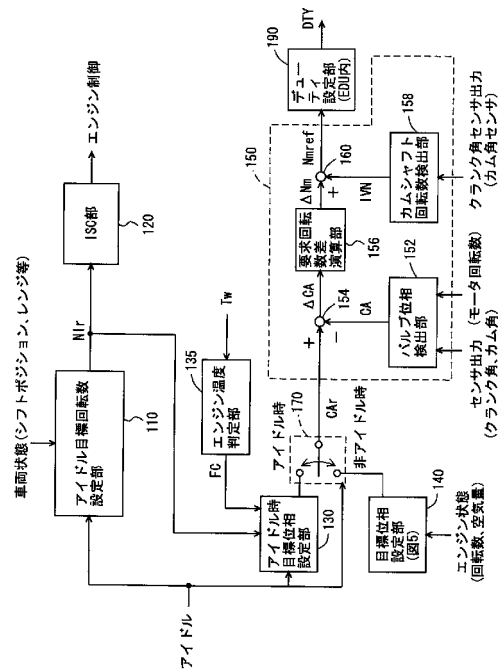 車両状態(シフトポジション、レンジ等)
アイドル目標回転数
設定部
110
NIr
ISC部
120
エンジン制御
アイドル
Tw
135
エンジン温度
判定部
FC
アイドル時
目標位相
設定部
130
アイドル時
170
非アイドル時
CAr
目標位相
設定部
(図5)
140
エンジン状態
(回転数、空気量)
150
+
−
154
ΔCA
CA
要求回転
数差
演算部
156
ΔNm
+
+
160
IVN
Nmref
バルブ位相
検出部
152
カムシャフト
回転数検出部
158
センサ出力
(クランク角、カム角)
(モータ回転数)
クランク角センサ出力
(カム角センサ)
デュー
ティ
設定部
(EDU内)
190
DTY